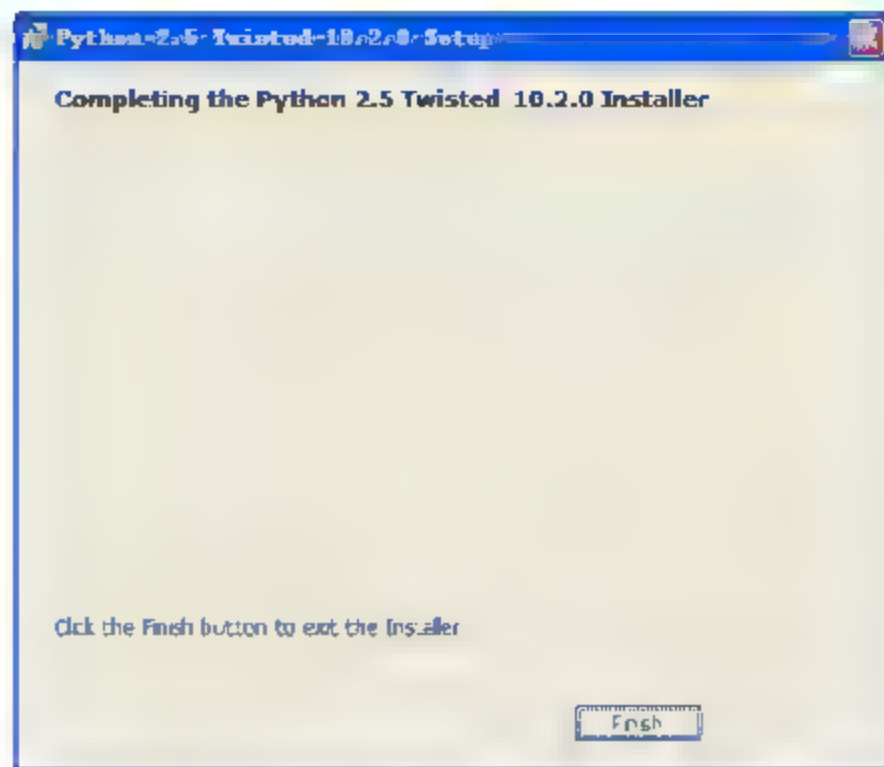 Python 2.5 Twisted-10.2.0 Setup
Completing the Python 2.5 Twisted 10.2.0 Installer
Click the Finish button to exit the Installer
Finish